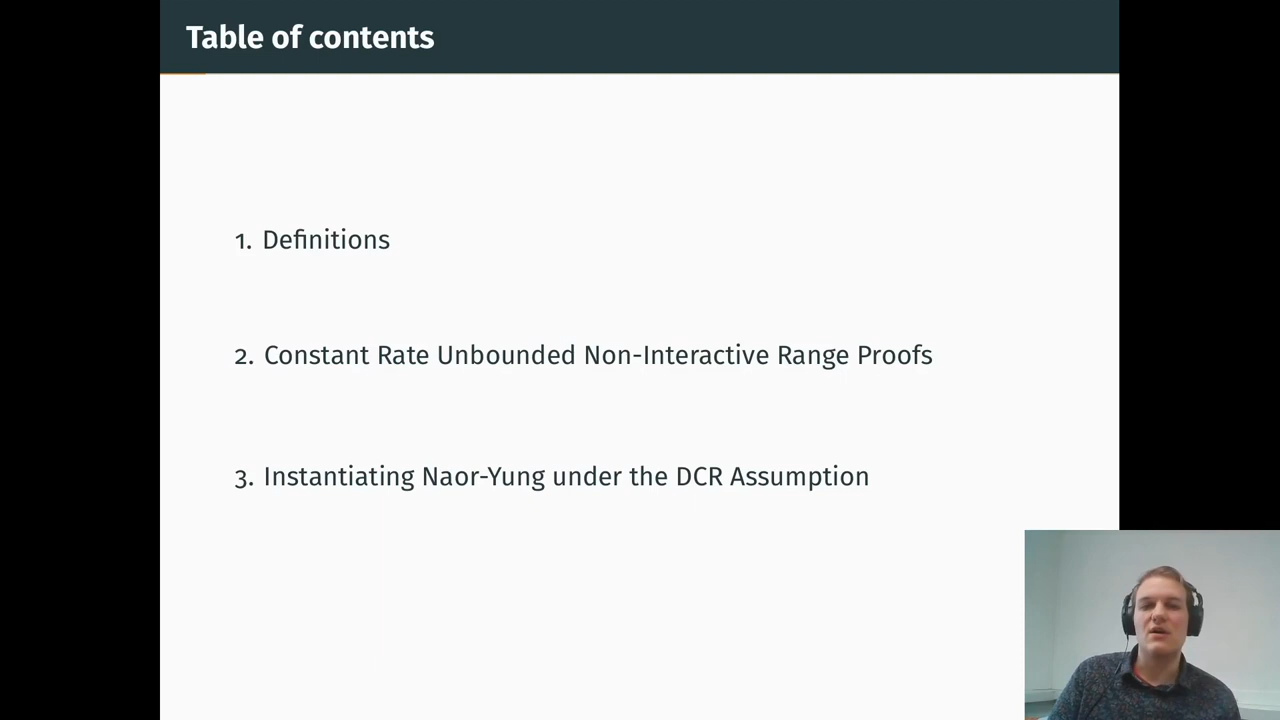 Table of contents
1. Definitions
2. Constant Rate Unbounded Non-Interactive Range Proofs
3. Instantiating Naor-Yung under the DCR Assumption